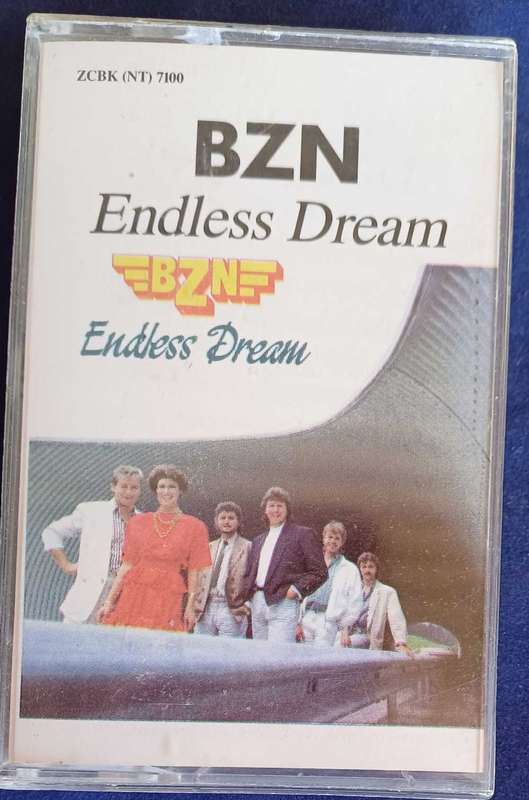 ZCBK (NT) 7100
BZN
Endless Dream
BZN
Endless Dream